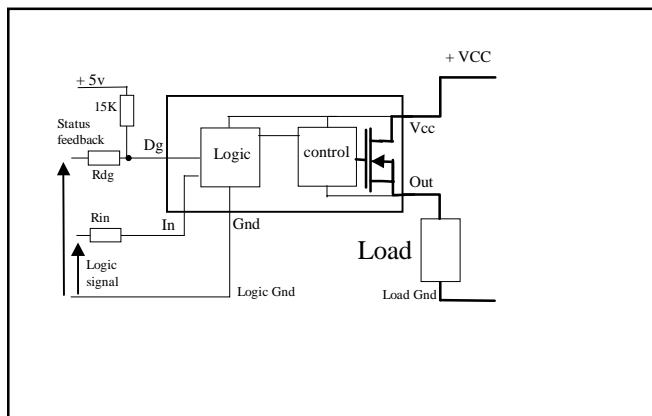 + VCC
+ 5v
15K
Status
feedback
Dg
Rdg
Logic
control
Vcc
Out
Rin
In
Gnd
Logic
signal
Load
Logic Gnd
Load Gnd